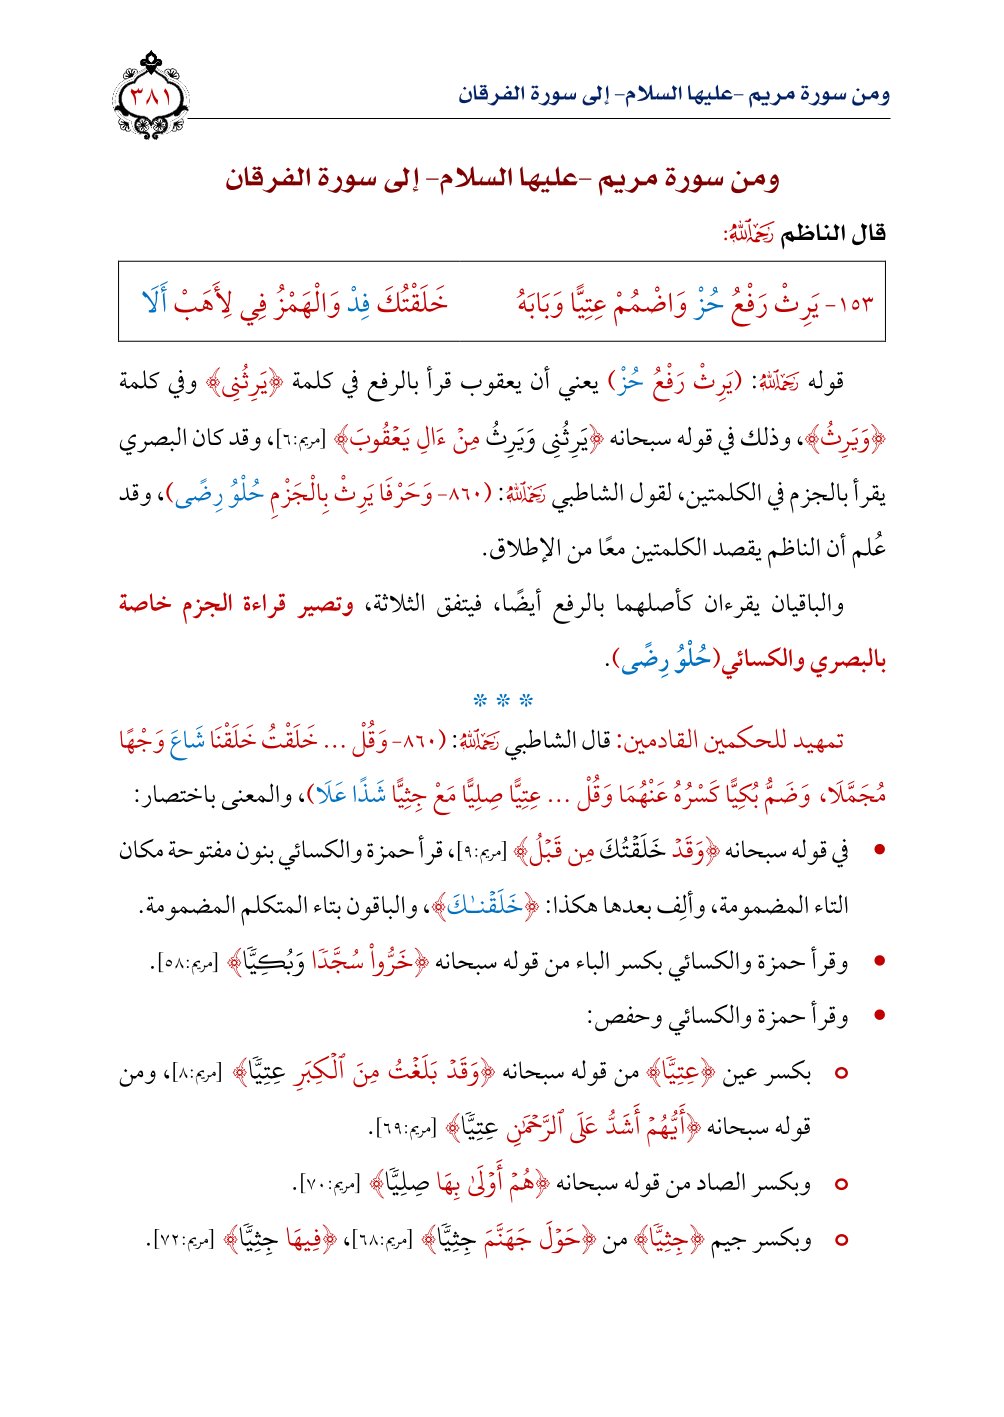 ومن سورة مريم -عليها السلام- إلى سورة الفرقان
٣٨١
ومن سورة مريم -عليها السلام- إلى سورة الفرقان
قال الناظم رَحِمَهُ ٱللَّهُ:
١٥٣- يَرِثْ رَفْعُ حُزْ وَاضْمُمْ عِتِيًّا وَبَابَهُ خَلَقْتُكَ فِدْ وَالْهَمْزُ فِي لِأَهَبْ أَلَا
قوله رَحِمَهُ ٱللَّهُ: (يَرِثْ رَفْعُ حُزْ) يعني أن يعقوب قرأ بالرفع في كلمة ﴿يَرِثُنِى﴾ وفي كلمة
﴿وَيَرِثُ﴾، وذلك في قوله سبحانه ﴿يَرِثُنِى وَيَرِثُ مِنْ ءَالِ يَعْقُوبَ﴾ [مريم:٦]، وقد كان البصري
يقرأ بالجزم في الكلمتين، لقول الشاطبي رَحِمَهُ ٱللَّهُ: (٨٦٠- وَحَرْفَا يَرِثْ بِالْجَزْمِ حُلْوُ رِضًى)، وقد
عُلم أن الناظم يقصد الكلمتين معًا من الإطلاق.
والباقيان يقرءان كأصلهما بالرفع أيضًا، فيتفق الثلاثة، وتصير قراءة الجزم خاصة
بالبصري والكسائي(حُلْوُ رِضًى).
* * *
تمهيد للحكمين القادمين: قال الشاطبي رَحِمَهُ ٱللَّهُ: (٨٦٠- وَقُلْ ... خَلَقْتُ خَلَقْنَا شَاعَ وَجْهًا
مُجَمَّلَا، وَضَمُّ بُكِيًّا كَسْرُهُ عَنْهُمَا وَقُلْ ... عِتِيًّا صِلِيًّا مَعْ جِثِيًّا شَذًا عَلَا)، والمعنى باختصار:
● في قوله سبحانه ﴿وَقَدْ خَلَقْتُكَ مِن قَبْلُ﴾ [مريم:٩]، قرأ حمزة والكسائي بنون مفتوحة مكان
التاء المضمومة، وألِف بعدها هكذا: ﴿خَلَقْنَـٰكَ﴾، والباقون بتاء المتكلم المضمومة.
● وقرأ حمزة والكسائي بكسر الباء من قوله سبحانه ﴿خَرُّوا۟ سُجَّدًا وَبُكِيًّا﴾ [مريم:٥٨].
● وقرأ حمزة والكسائي وحفص:
○ بكسر عين ﴿عِتِيًّا﴾ من قوله سبحانه ﴿وَقَدْ بَلَغْتُ مِنَ ٱلْكِبَرِ عِتِيًّا﴾ [مريم:٨]، ومن
قوله سبحانه ﴿أَيُّهُمْ أَشَدُّ عَلَى ٱلرَّحْمَٰنِ عِتِيًّا﴾ [مريم:٦٩].
○ وبكسر الصاد من قوله سبحانه ﴿هُمْ أَوْلَىٰ بِهَا صِلِيًّا﴾ [مريم:٧٠].
○ وبكسر جيم ﴿جِثِيًّا﴾ من ﴿حَوْلَ جَهَنَّمَ جِثِيًّا﴾ [مريم:٦٨]، ﴿فِيهَا جِثِيًّا﴾ [مريم:٧٢].